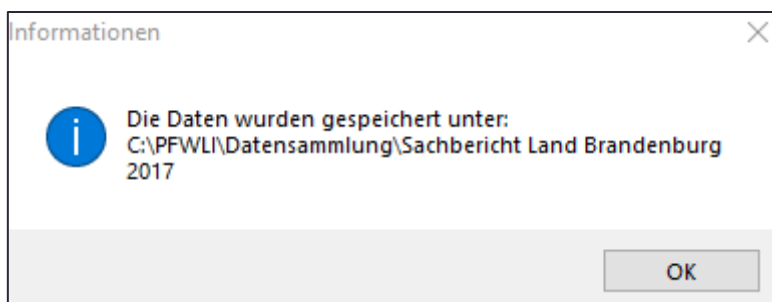 Informationen
Die Daten wurden gespeichert unter:
C:\PFWLI\Datensammlung\Sachbericht Land Brandenburg
2017
OK